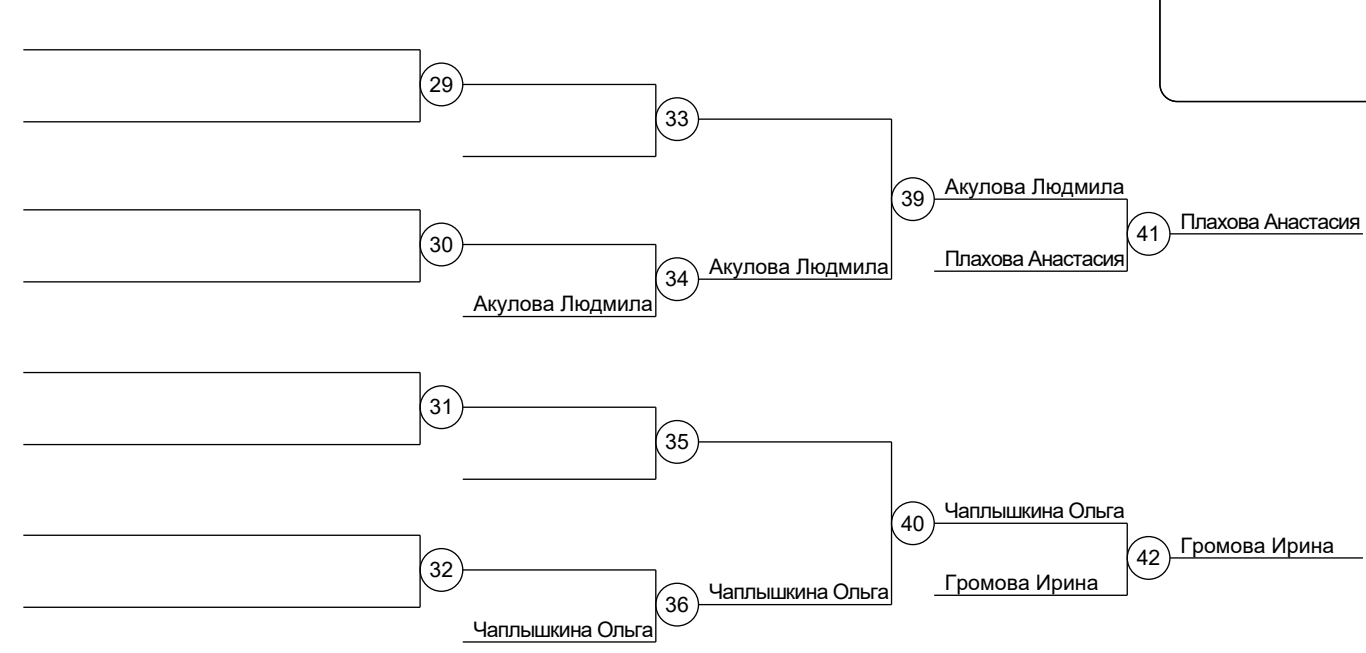 29
33
39
Акулова Людмила
41
Плахова Анастасия
Плахова Анастасия
30
34
Акулова Людмила
Акулова Людмила
31
35
40
Чаплышкина Ольга
42
Громова Ирина
Громова Ирина
32
36
Чаплышкина Ольга
Чаплышкина Ольга